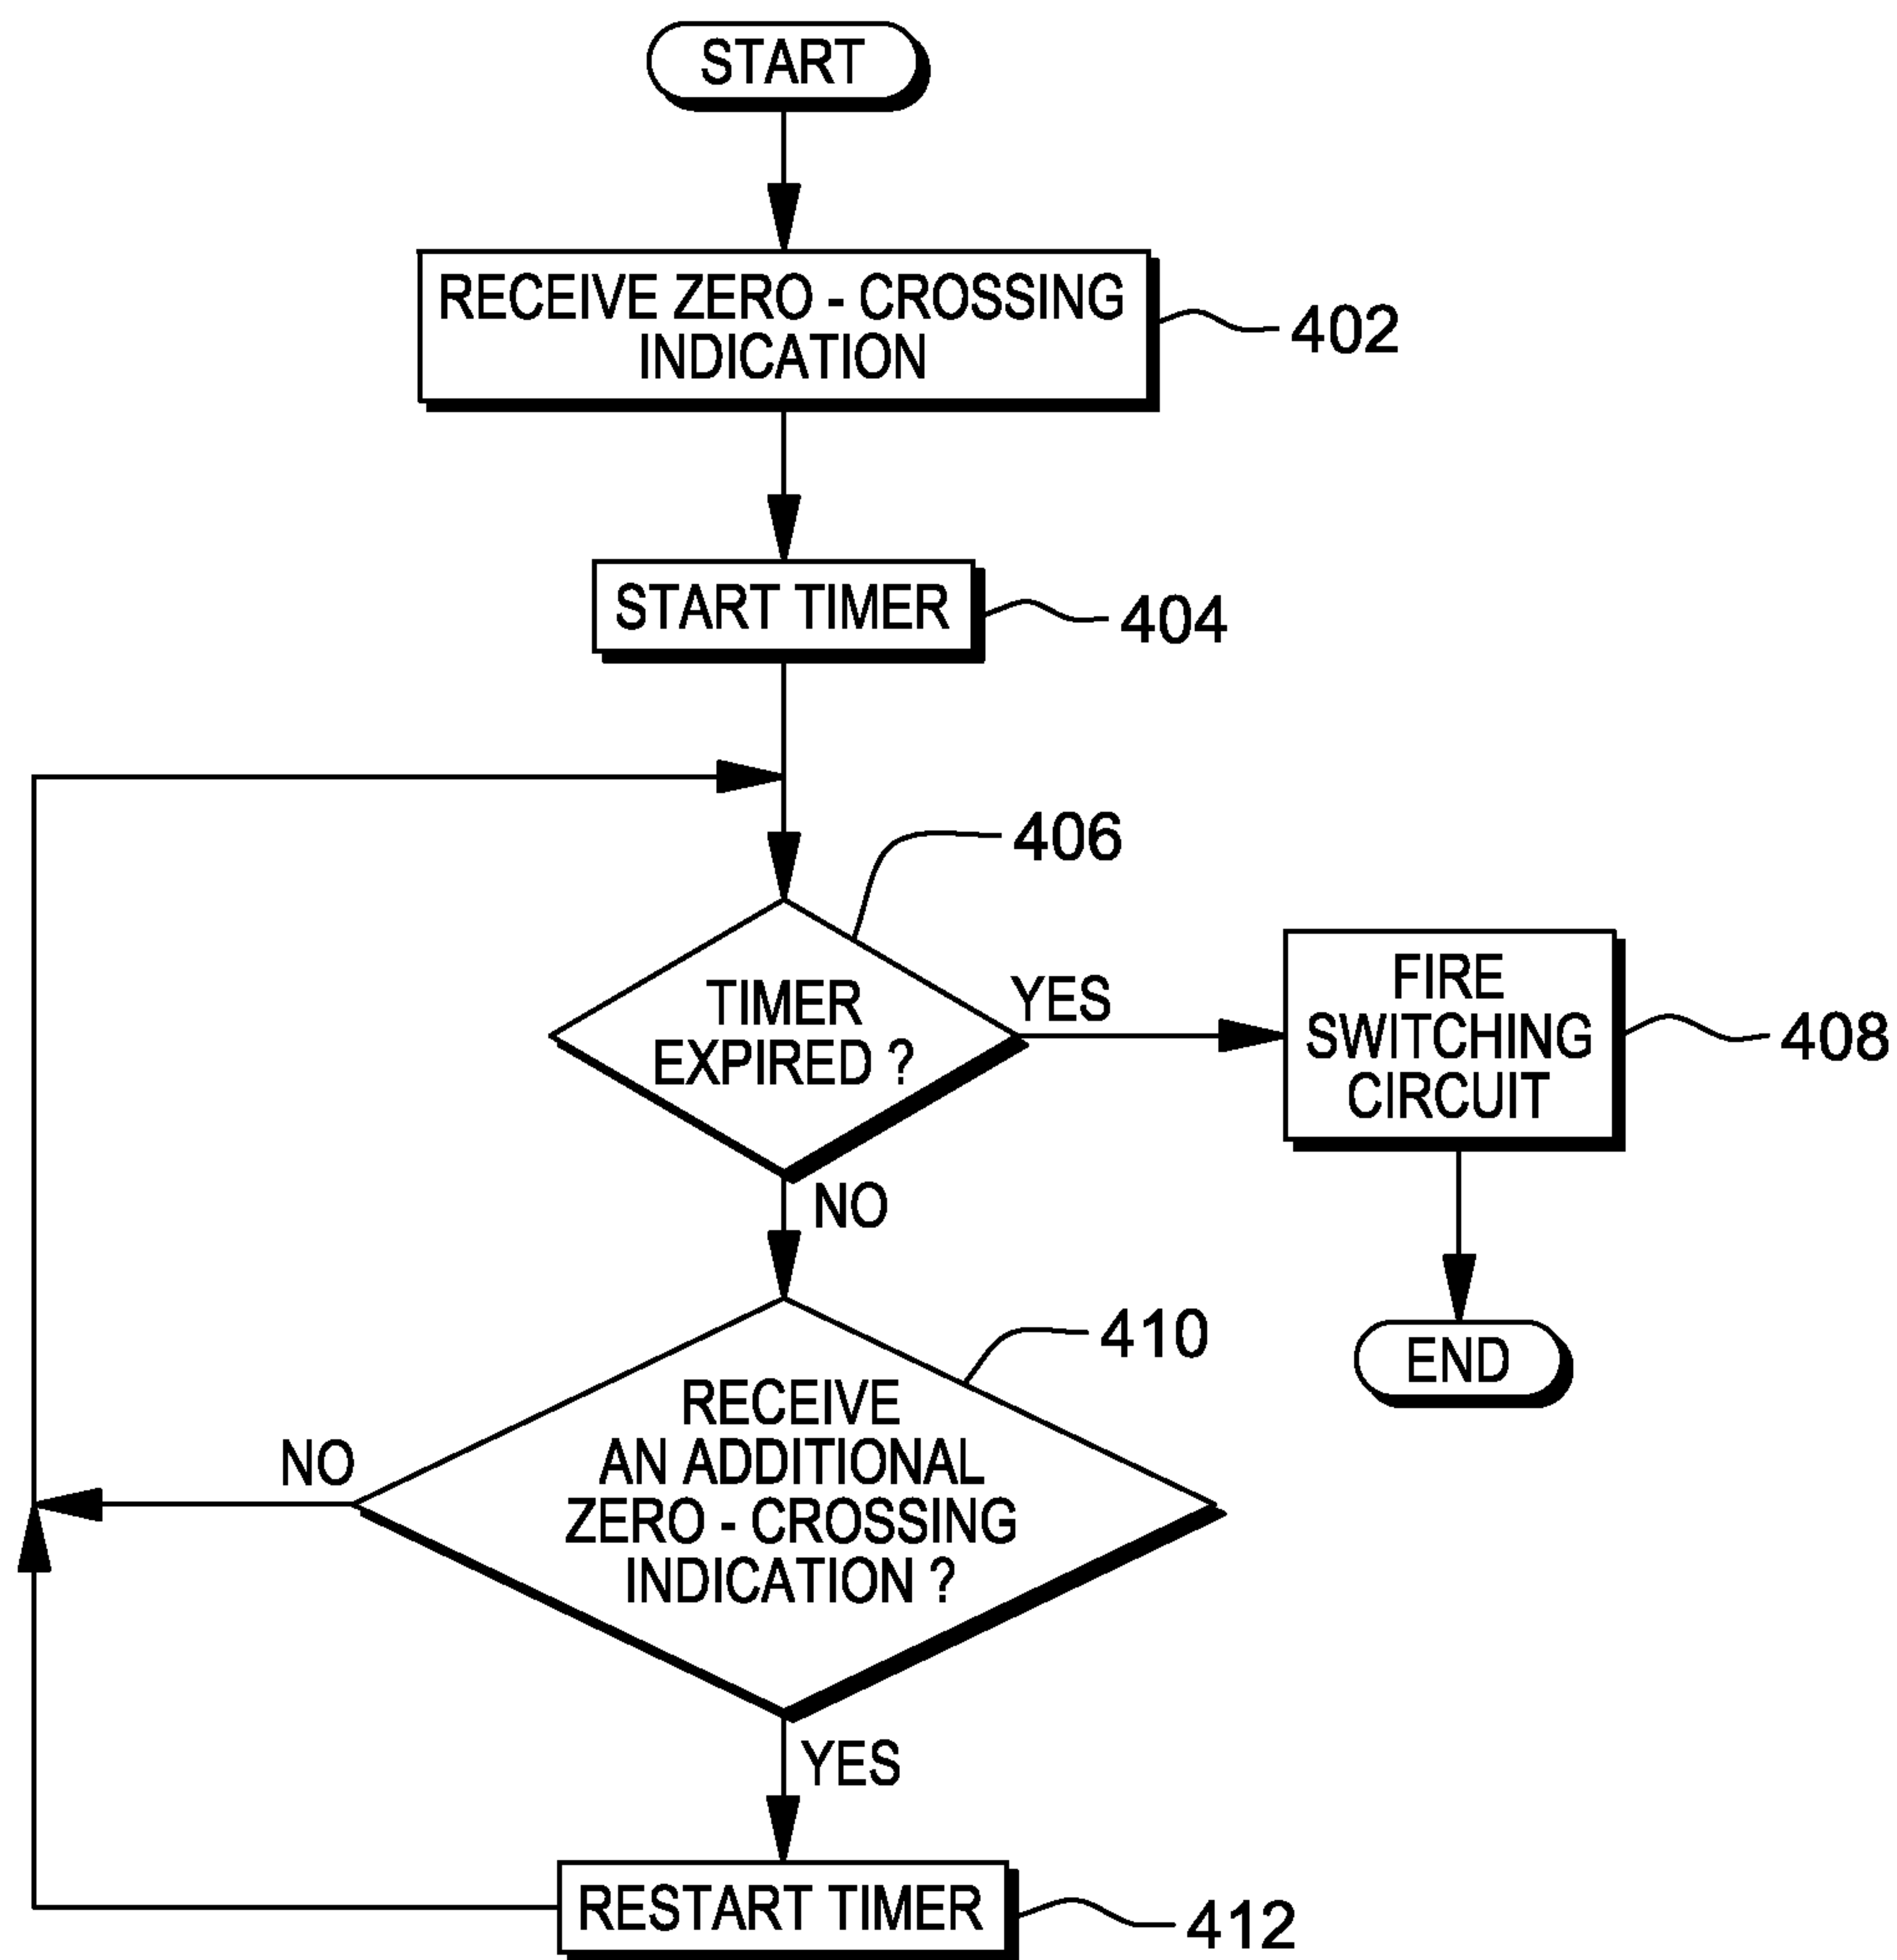 START
RECEIVE ZERO - CROSSING
INDICATION
402
START TIMER
404
406
TIMER
EXPIRED ?
YES
FIRE
SWITCHING
CIRCUIT
408
NO
END
410
RECEIVE
AN ADDITIONAL
ZERO - CROSSING
INDICATION ?
NO
YES
RESTART TIMER
412